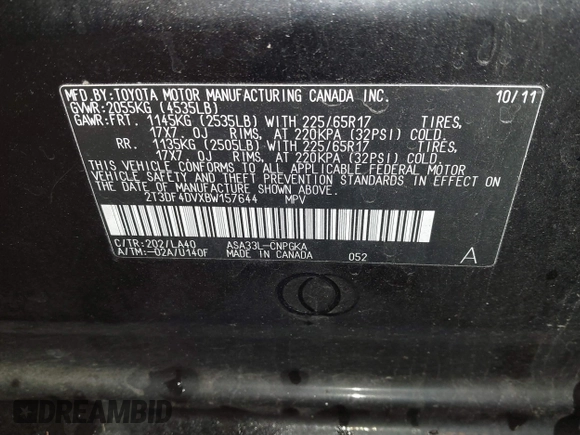 MFD.BY:TOYOTA MOTOR MANUFACTURING CANADA INC. 10/11
GVWR:2055KG (4535LB)
GAWR:FRT. 1145KG (2535LB) WITH 225/65R17 TIRES,
17X7.0J RIMS, AT 220KPA (32PSI) COLD.
RR. 1135KG (2505LB) WITH 225/65R17 TIRES,
17X7.0J RIMS, AT 220KPA (32PSI) COLD.
THIS VEHICLE CONFORMS TO ALL APPLICABLE FEDERAL MOTOR
VEHICLE SAFETY AND THEFT PREVENTION STANDARDS IN EFFECT ON
THE DATE OF MANUFACTURE SHOWN ABOVE.
2T3DF4DVXBW157644 MPV
C/TR:202/LA40 ASA33L-CNPGKA
A/TM:-02A/U140F MADE IN CANADA 052 A
DREAMBID